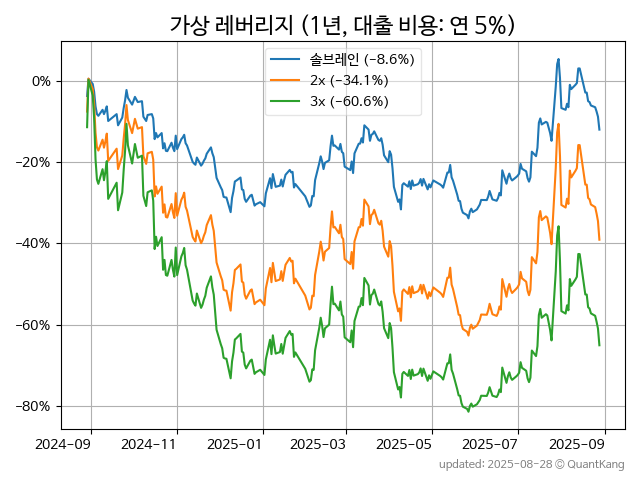 가상 레버리지 (1년, 대출 비용: 연 5%)
솔브레인 (−8.6%)
2x (−34.1%)
3x (−60.6%)
0%
−20%
−40%
−60%
−80%
2024-09 2024-11 2025-01 2025-03 2025-05 2025-07 2025-09
updated: 2025-08-28 © QuantKang